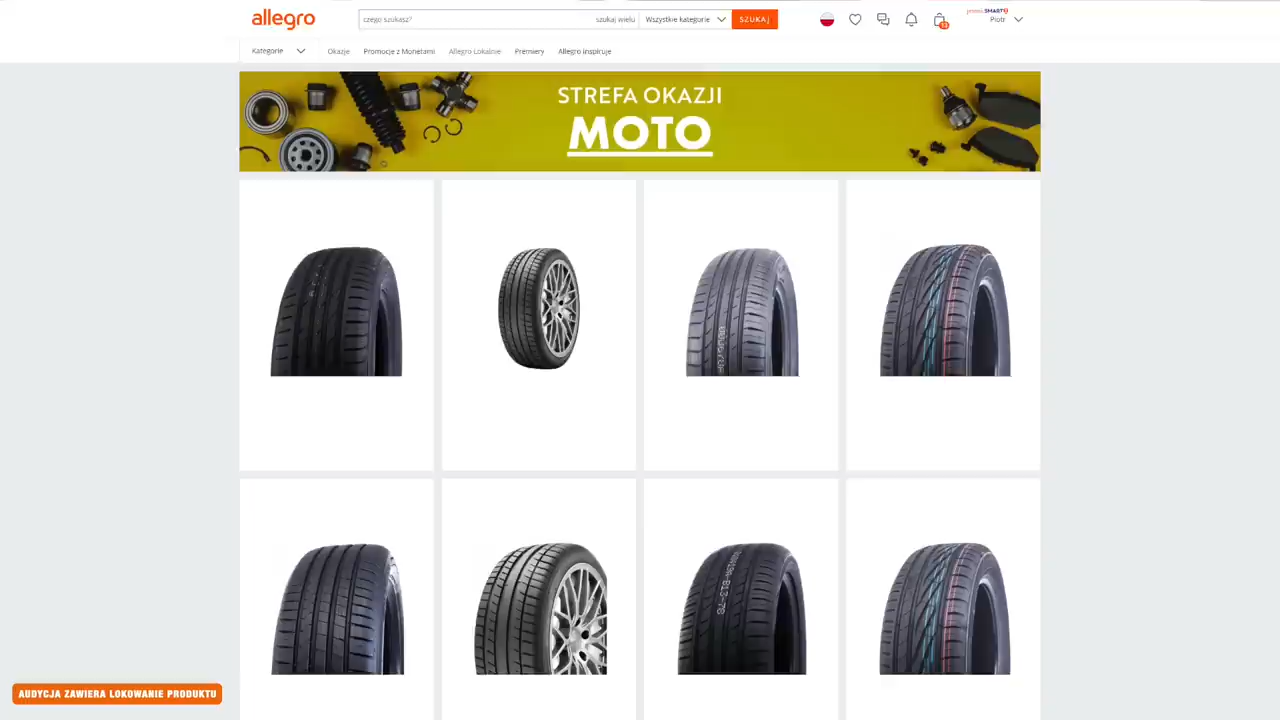 allegro
czego szukasz?
szukaj wielu
Wszystkie kategorie
SZUKAJ
SMART!
Piotr
Kategorie
Okazje
Promocje z Monetami
Allegro Lokalnie
Premiery
Allegro inspiruje
STREFA OKAZJI
MOTO
AUDYCJA ZAWIERA LOKOWANIE PRODUKTU